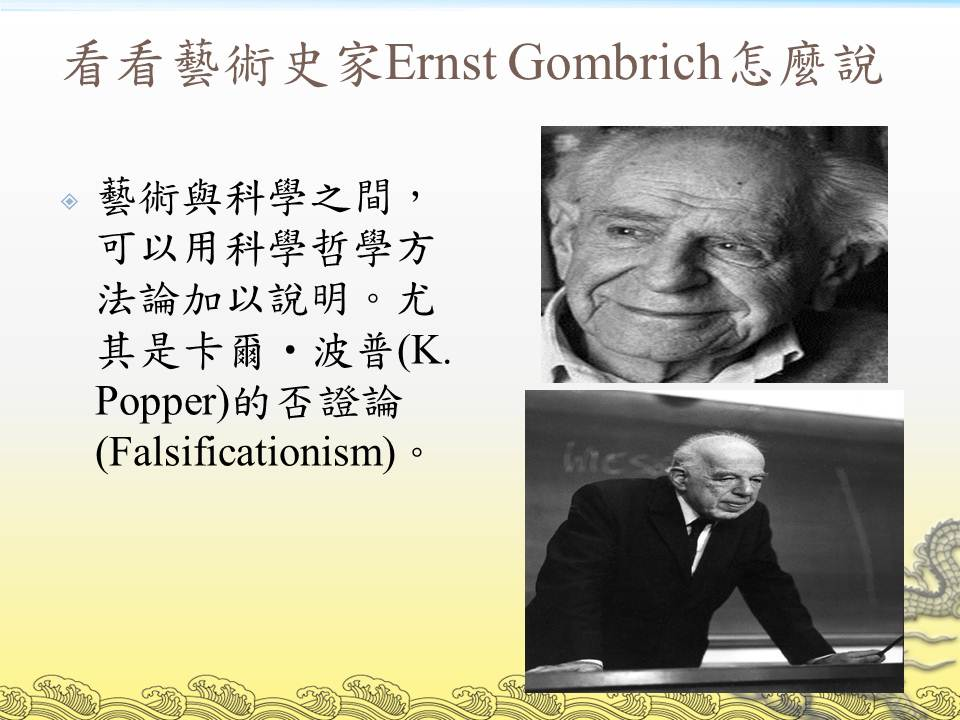 看看藝術史家Ernst Gombrich怎麼說
藝術與科學之間，
可以用科學哲學方
法論加以說明。尤
其是卡爾‧波普(K.
Popper)的否證論
(Falsificationism)。